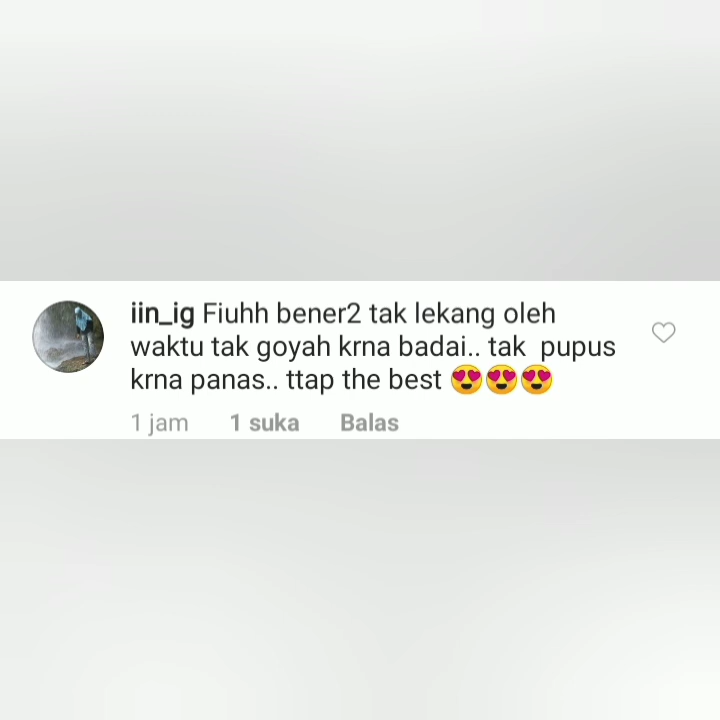 iin_ig Fiuhh bener2 tak lekang oleh
waktu tak goyah krna badai.. tak pupus
krna panas.. ttap the best 😍😍😍
1 jam 1 suka Balas